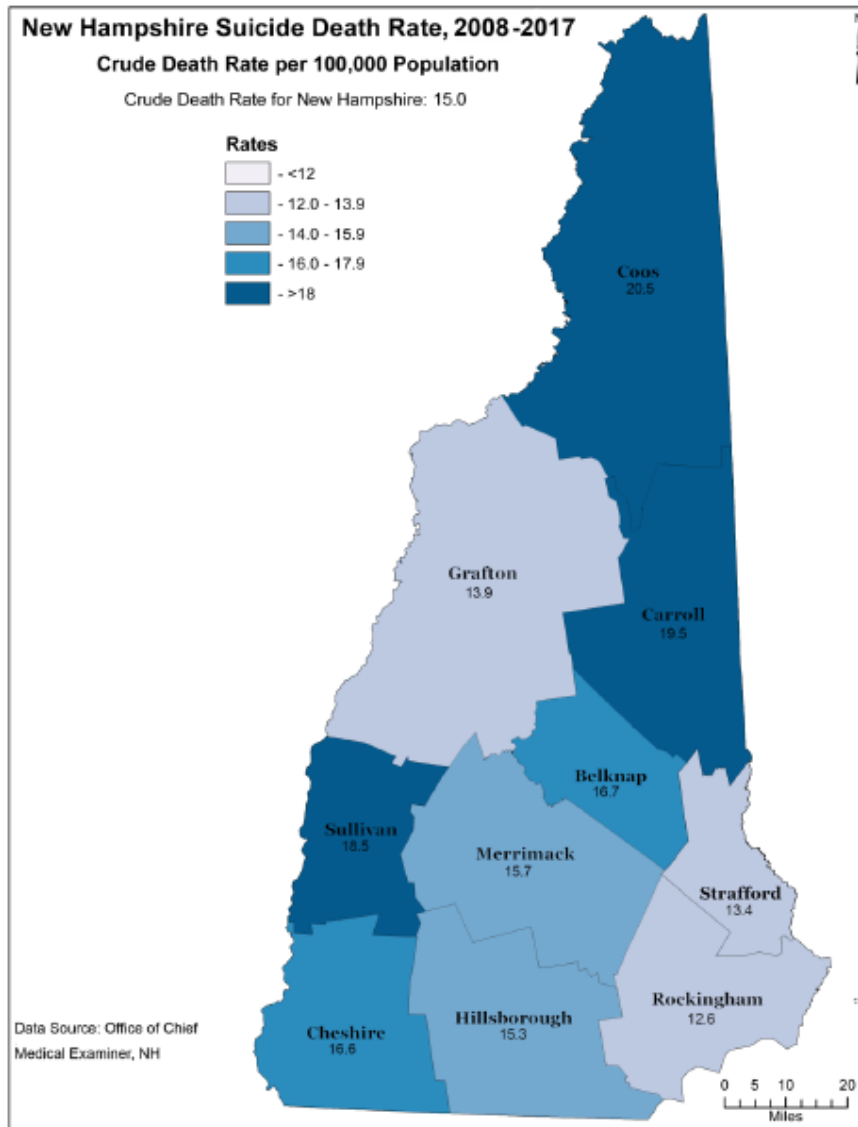 New Hampshire Suicide Death Rate, 2008-2017
Crude Death Rate per 100,000 Population
Crude Death Rate for New Hampshire: 15.0
Rates
- <12
- 12.0 - 13.9
- 14.0 - 15.9
- 16.0 - 17.9
- >18
Coos
20.5
Grafton
13.9
Carroll
19.5
Belknap
16.7
Sullivan
18.5
Merrimack
15.7
Strafford
13.4
Rockingham
12.6
Hillsborough
15.3
Cheshire
16.6
Data Source: Office of Chief
Medical Examiner, NH
0 5 10 20
Miles